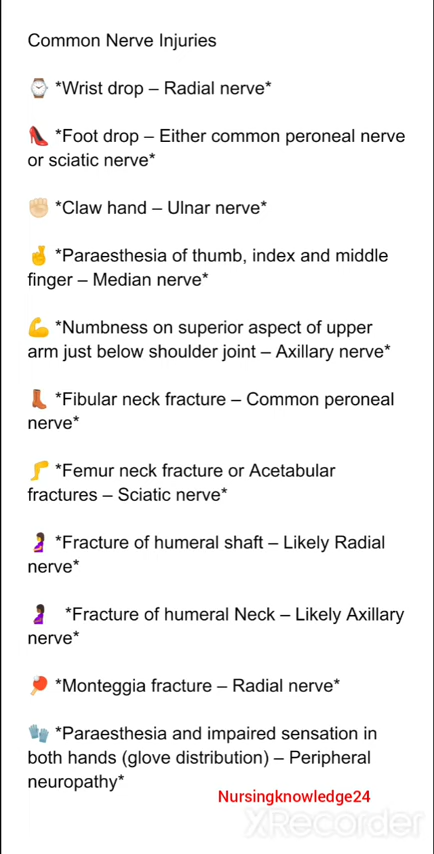 Common Nerve Injuries
⌚ *Wrist drop – Radial nerve*
👠 *Foot drop – Either common peroneal nerve
or sciatic nerve*
✊🏼 *Claw hand – Ulnar nerve*
🤞 *Paraesthesia of thumb, index and middle
finger – Median nerve*
💪 *Numbness on superior aspect of upper
arm just below shoulder joint – Axillary nerve*
👢 *Fibular neck fracture – Common peroneal
nerve*
🦵 *Femur neck fracture or Acetabular
fractures – Sciatic nerve*
🤰 *Fracture of humeral shaft – Likely Radial
nerve*
🤰🏿 *Fracture of humeral Neck – Likely Axillary
nerve*
🏓 *Monteggia fracture – Radial nerve*
🧤 *Paraesthesia and impaired sensation in
both hands (glove distribution) – Peripheral
neuropathy*
Nursingknowledge24
XRecorder